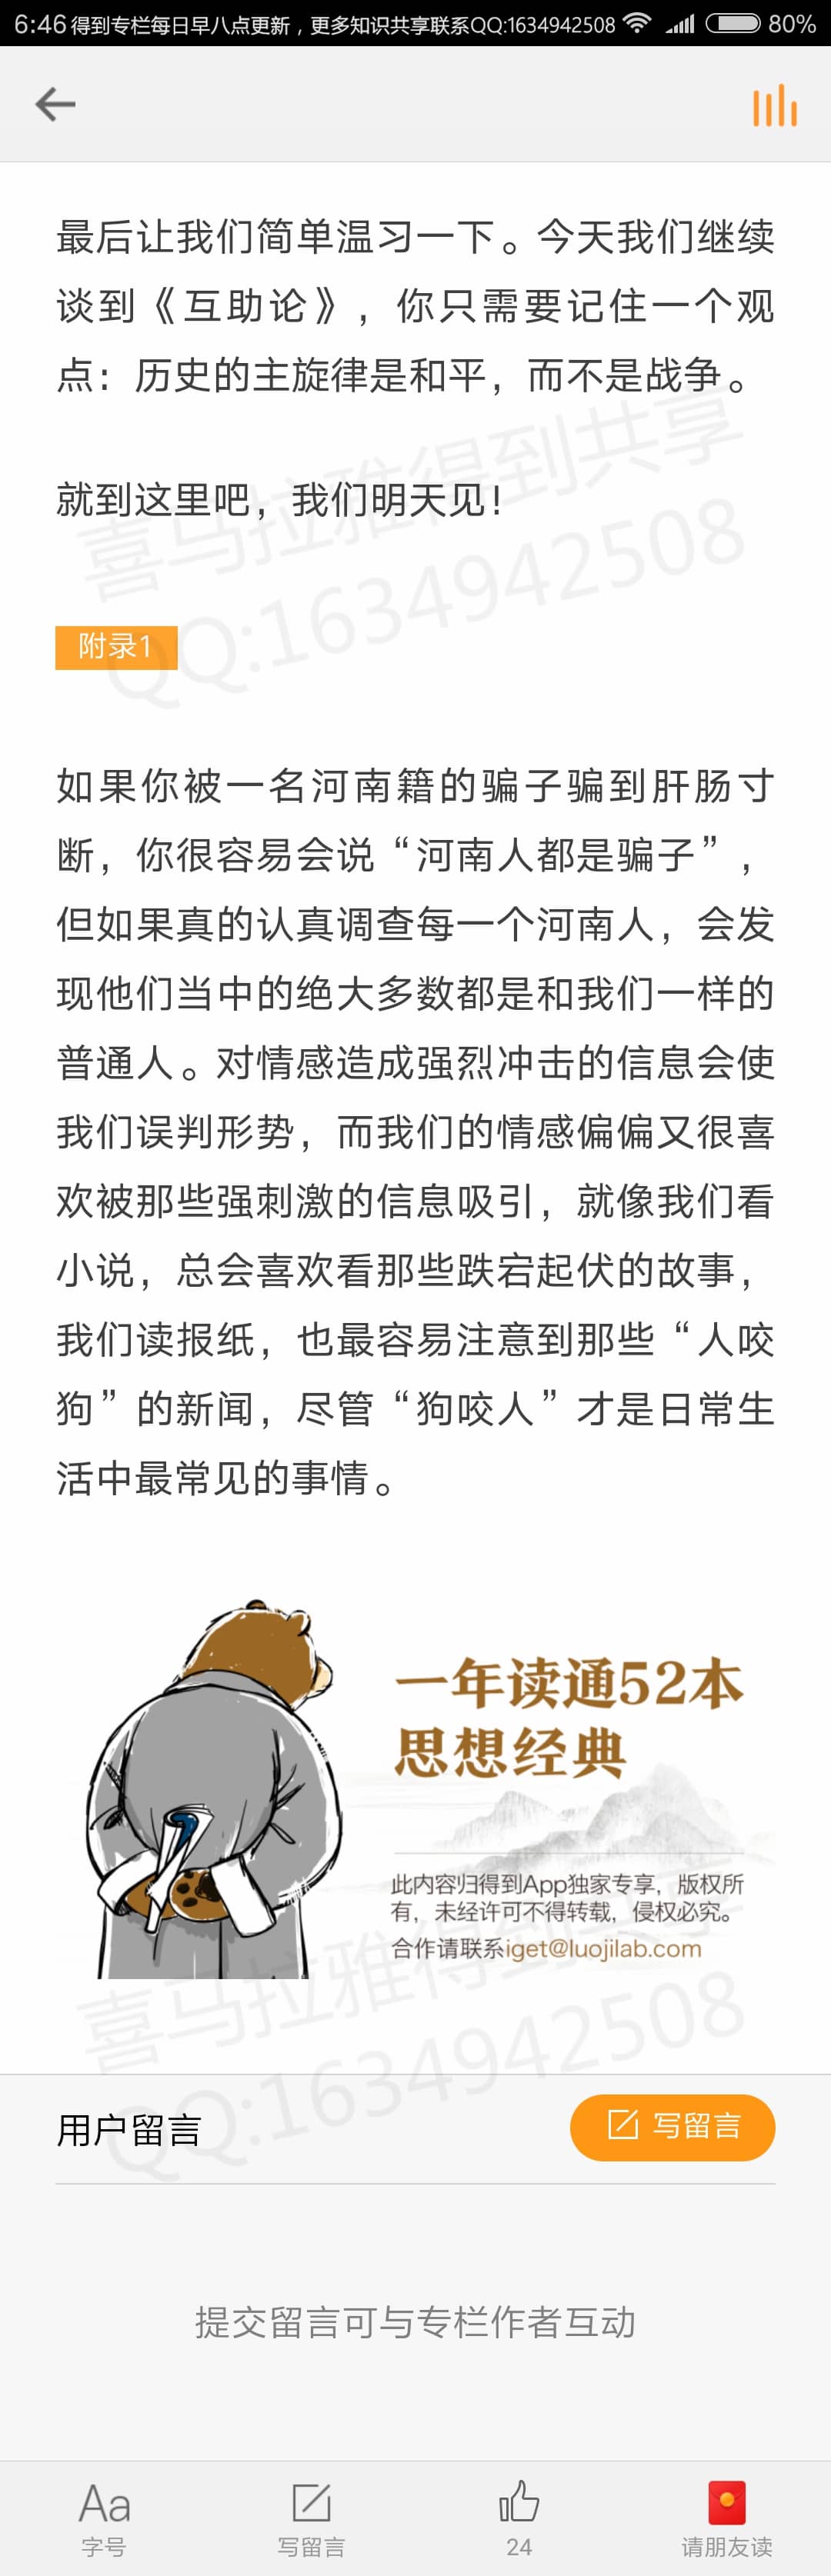 6:46 得到专栏每日早八点更新，更多知识共享联系QQ:1634942508 80%
最后让我们简单温习一下。今天我们继续
谈到《互助论》，你只需要记住一个观
点：历史的主旋律是和平，而不是战争。
就到这里吧，我们明天见！
喜马拉雅得到共享
QQ:1634942508
附录1
如果你被一名河南籍的骗子骗到肝肠寸
断，你很容易会说“河南人都是骗子”，
但如果真的认真调查每一个河南人，会发
现他们当中的绝大多数都是和我们一样的
普通人。对情感造成强烈冲击的信息会使
我们误判形势，而我们的情感偏偏又很喜
欢被那些强刺激的信息吸引，就像我们看
小说，总会喜欢看那些跌宕起伏的故事，
我们读报纸，也最容易注意到那些“人咬
狗”的新闻，尽管“狗咬人”才是日常生
活中最常见的事情。
一年读通52本
思想经典
此内容归得到App独家专享，版权所
有，未经许可不得转载，侵权必究。
合作请联系iget@luojilab.com
喜马拉雅得到共享
QQ:1634942508
用户留言
写留言
提交留言可与专栏作者互动
Aa
字号
写留言
24
请朋友读